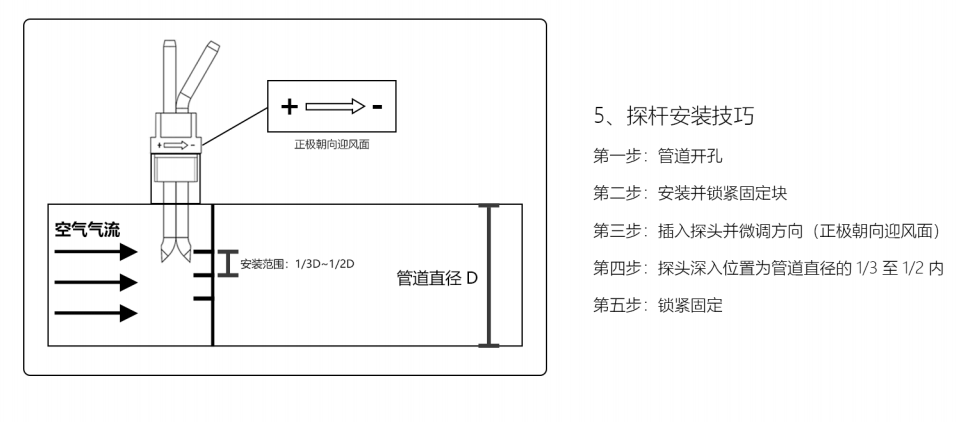 + -
正极朝向迎风面
+ -
空气气流
安装范围：1/3D~1/2D
管道直径 D
5、探杆安装技巧
第一步：管道开孔
第二步：安装并锁紧固定块
第三步：插入探头并微调方向（正极朝向迎风面）
第四步：探头深入位置为管道直径的 1/3 至 1/2 内
第五步：锁紧固定